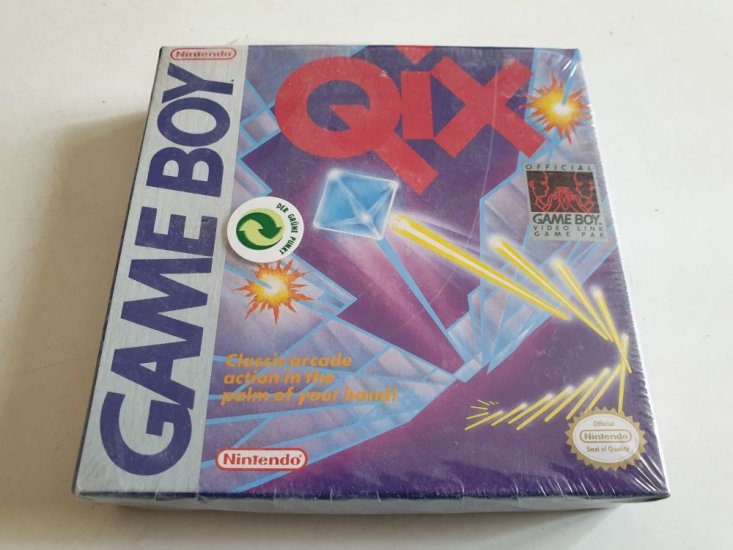 Nintendo
GAME BOY
Qix
OFFICIAL
GAME BOY
VIDEO LINK
GAME PAK
DER GRÜNE PUNKT
Classic arcade
action in the
palm of your hand!
Nintendo
Official
Nintendo
Seal of Quality